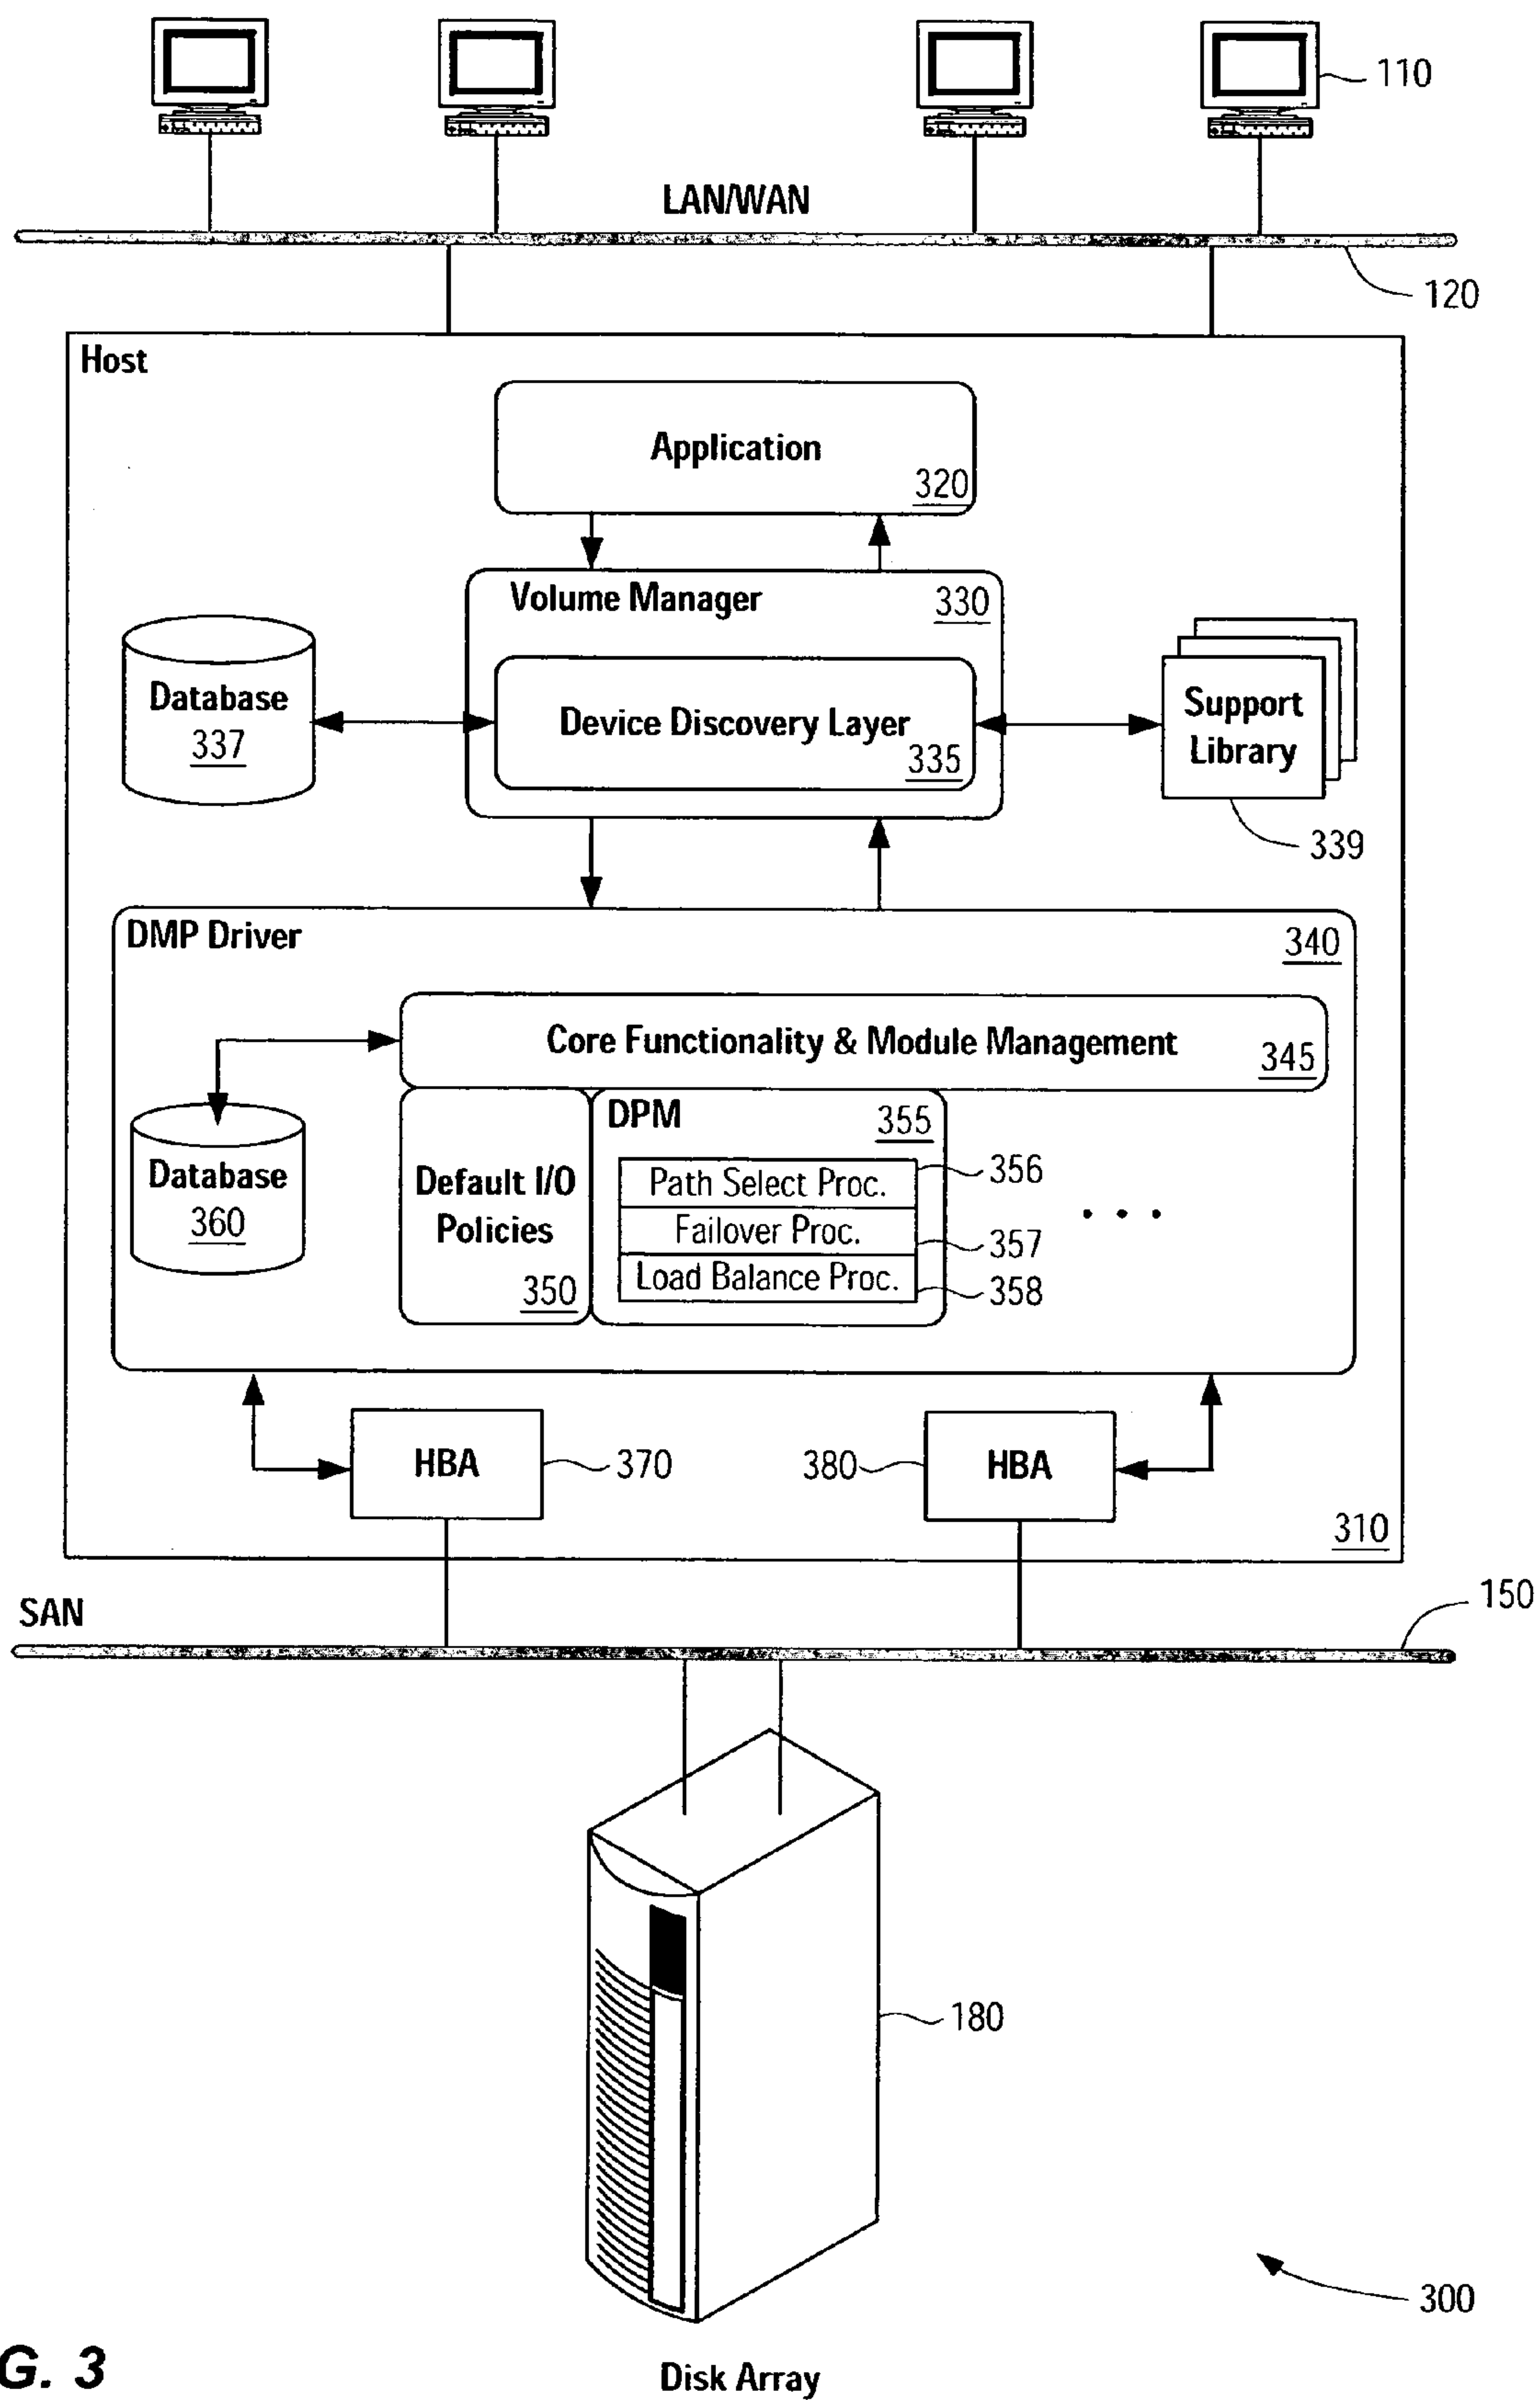 110
LAN/WAN
120
Host
Application
320
Volume Manager
330
Database
337
Device Discovery Layer
335
Support
Library
339
DMP Driver
340
Core Functionality & Module Management
345
Database
360
Default I/O
Policies
350
DPM
355
Path Select Proc.
356
Failover Proc.
357
Load Balance Proc.
358
. . .
HBA
370
380
HBA
310
SAN
150
180
300
G. 3
Disk Array